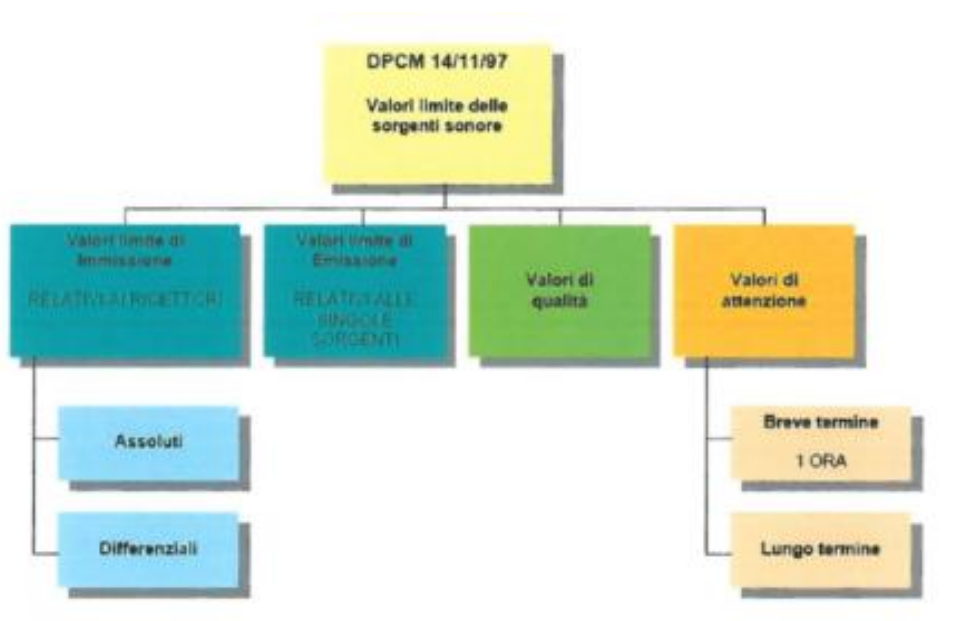 DPCM 14/11/97
Valori limite delle
sorgenti sonore
Valori limite di
Immissione
RELATIVI AI RICETTORI
Valori limite di
Emissione
RELATIVI ALLE
SINGOLE
SORGENTI
Valori di
qualità
Valori di
attenzione
Assoluti
Differenziali
Breve termine
1 ORA
Lungo termine